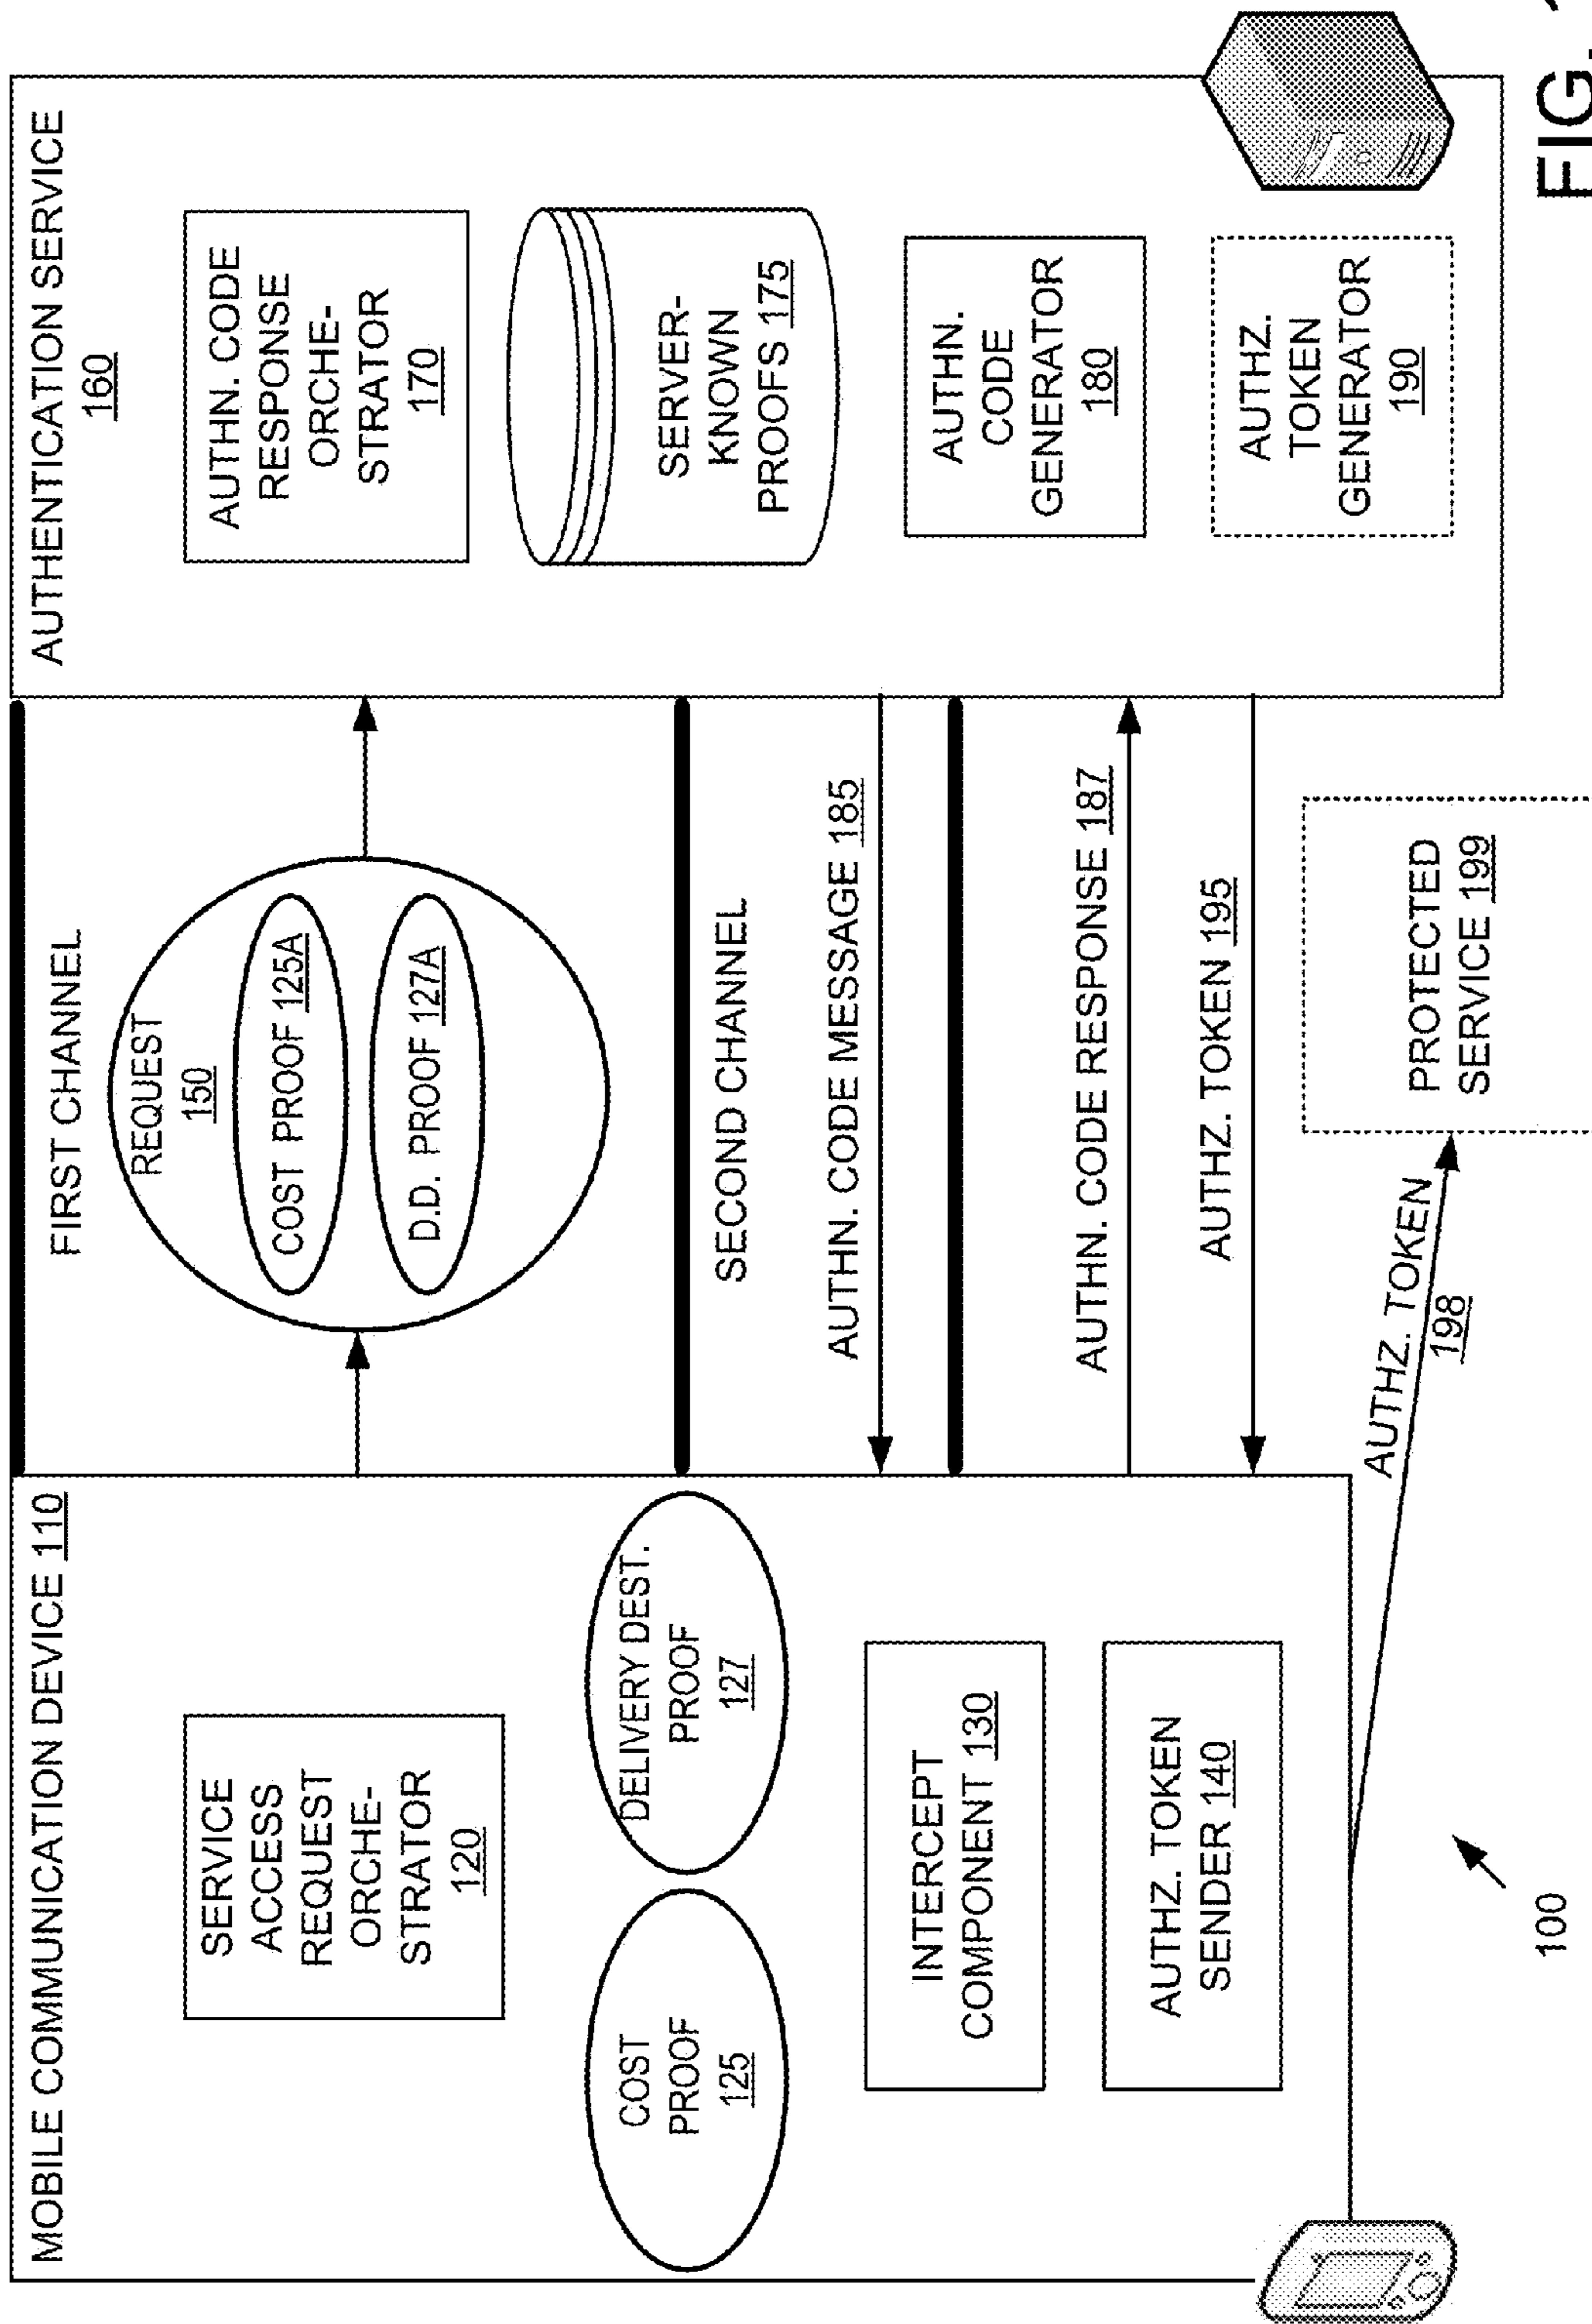 MOBILE COMMUNICATION DEVICE 110
SERVICE
ACCESS
REQUEST
ORCHE-
STRATOR
120
COST
PROOF
125
DELIVERY DEST.
PROOF
127
INTERCEPT
COMPONENT 130
AUTHZ. TOKEN
SENDER 140
FIRST CHANNEL
REQUEST
150
COST PROOF 125A
D.D. PROOF 127A
SECOND CHANNEL
AUTHN. CODE MESSAGE 185
AUTHN. CODE RESPONSE 187
AUTHZ. TOKEN 195
AUTHZ. TOKEN
198
PROTECTED
SERVICE 199
AUTHENTICATION SERVICE
160
AUTHN. CODE
RESPONSE
ORCHE-
STRATOR
170
SERVER-
KNOWN
PROOFS 175
AUTHN.
CODE
GENERATOR
180
AUTHZ.
TOKEN
GENERATOR
190
100
FIG.